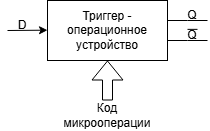 D
Триггер -
операционное
устройство
Q
Q̅
Код
микрооперации